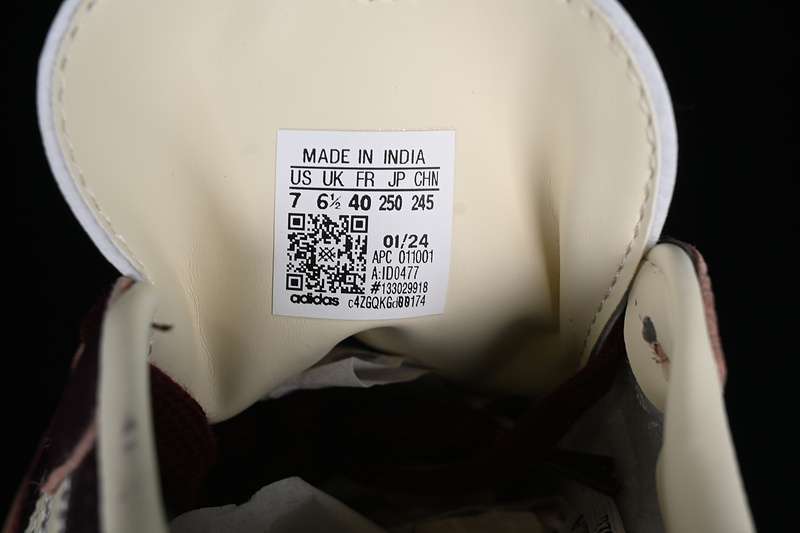 MADE IN INDIA
US UK FR JP CHN
7 6½ 40 250 245
01/24
APC 011001
A:ID0477
#133029918
adidas